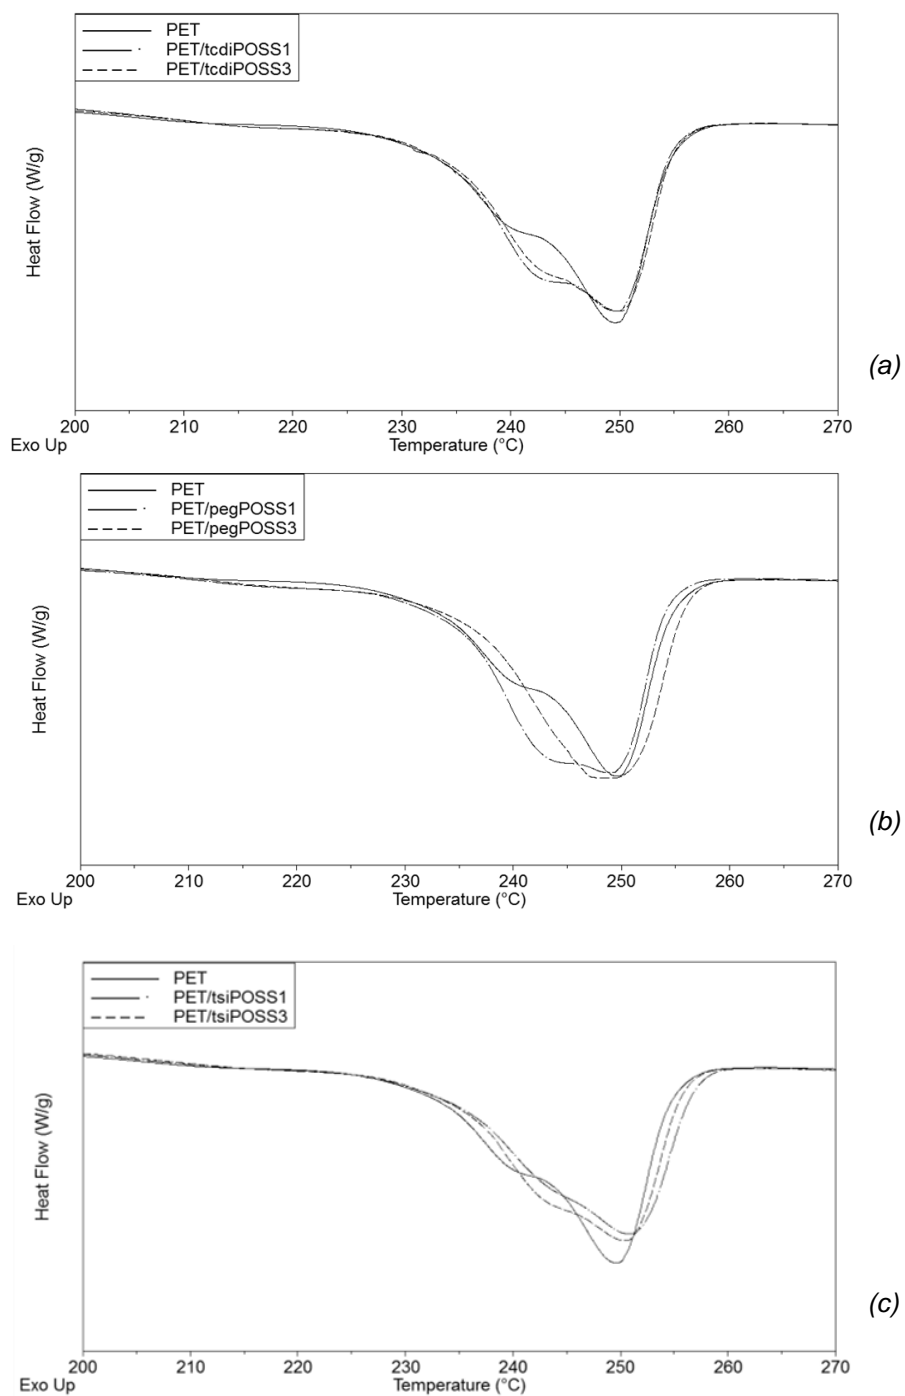 PET
PET/tcdiPOSS1
PET/tcdiPOSS3
Heat Flow (W/g)
(a)
200 210 220 230 240 250 260 270
Exo Up Temperature (°C)
PET
PET/pegPOSS1
PET/pegPOSS3
Heat Flow (W/g)
(b)
200 210 220 230 240 250 260 270
Exo Up Temperature (°C)
PET
PET/tsiPOSS1
PET/tsiPOSS3
Heat Flow (W/g)
(c)
200 210 220 230 240 250 260 270
Exo Up Temperature (°C)